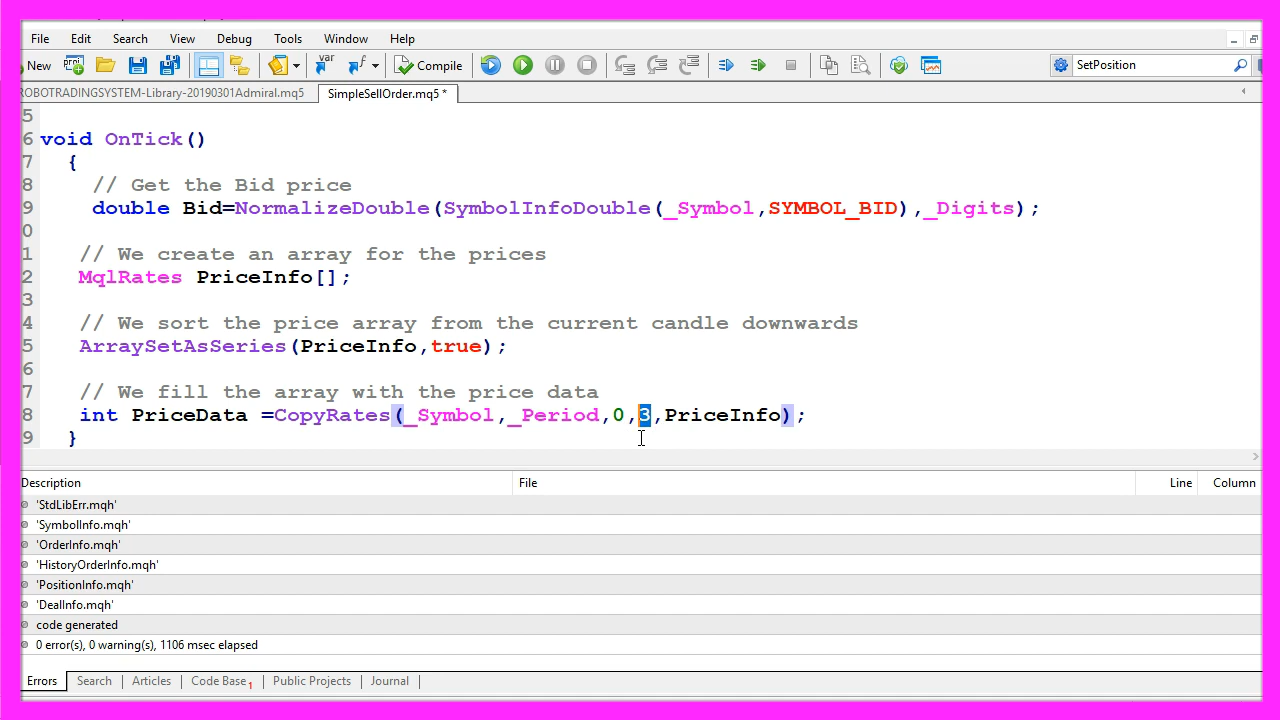 File Edit Search View Debug Tools Window Help
New Compile SetPosition
ROBOTRADINGSYSTEM-Library-20190301Admiral.mq5 SimpleSellOrder.mq5 *
5
6 void OnTick()
7 {
8 // Get the Bid price
9 double Bid=NormalizeDouble(SymbolInfoDouble(_Symbol,SYMBOL_BID),_Digits);
0
1 // We create an array for the prices
2 MqlRates PriceInfo[];
3
4 // We sort the price array from the current candle downwards
5 ArraySetAsSeries(PriceInfo,true);
6
7 // We fill the array with the price data
8 int PriceData =CopyRates(_Symbol,_Period,0,3,PriceInfo);
9 }
Description File Line Column
'StdLibErr.mqh'
'SymbolInfo.mqh'
'OrderInfo.mqh'
'HistoryOrderInfo.mqh'
'PositionInfo.mqh'
'DealInfo.mqh'
code generated
0 error(s), 0 warning(s), 1106 msec elapsed
Errors Search Articles Code Base 1 Public Projects Journal